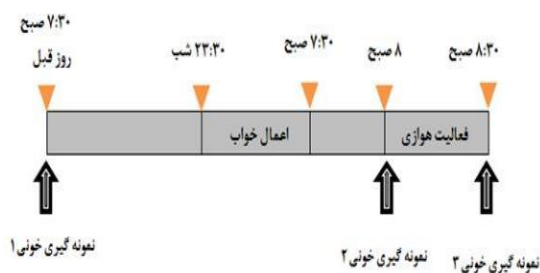 ۷:۳۰ صبح
روز قبل
۲۳:۳۰ شب
۷:۳۰ صبح
۸ صبح
۸:۳۰ صبح
اعمال خواب
فعالیت هوازی
نمونه گیری خونی ۱
نمونه گیری خونی ۲
نمونه گیری خونی ۳